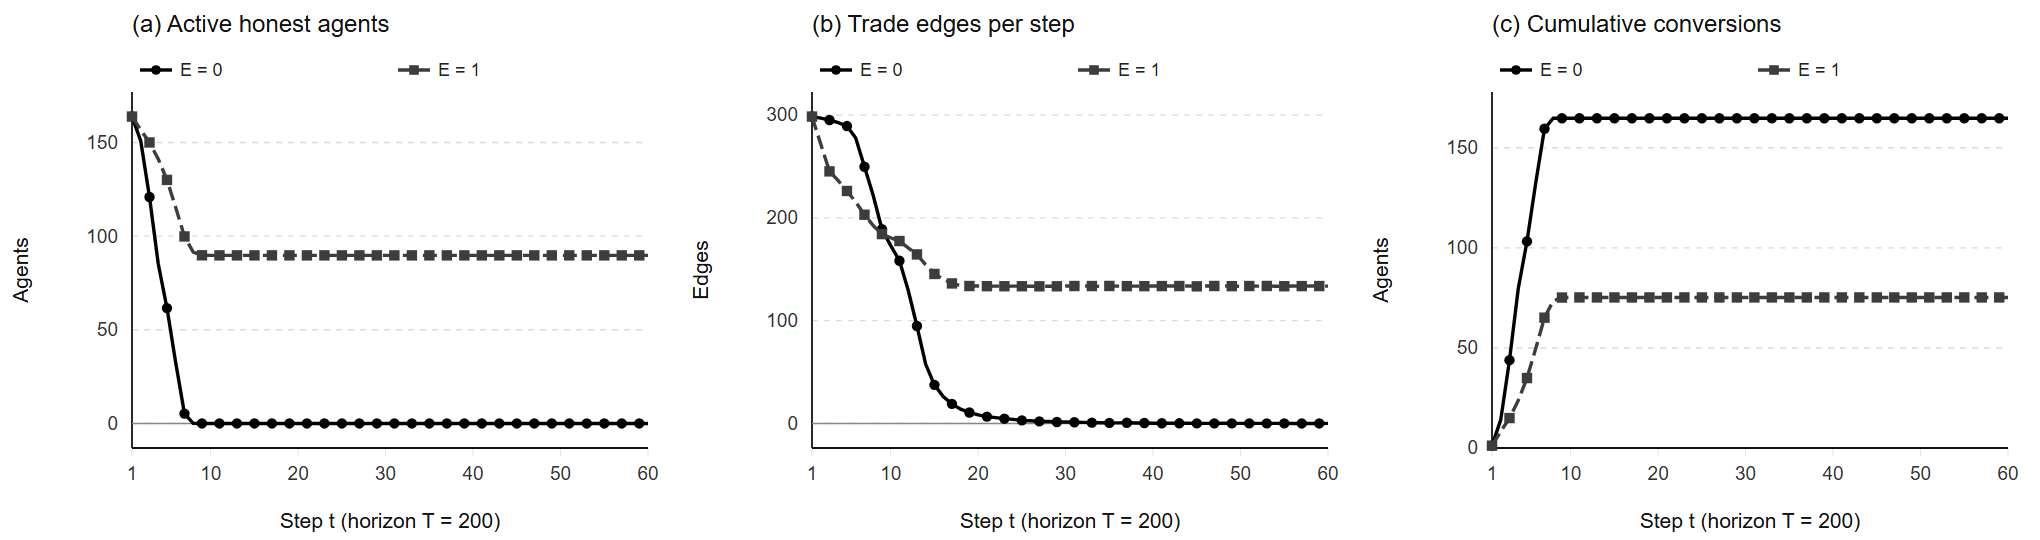 (a) Active honest agents
E = 0
E = 1
Agents
150
100
50
0
1 10 20 30 40 50 60
Step t (horizon T = 200)
(b) Trade edges per step
E = 0
E = 1
Edges
300
200
100
0
1 10 20 30 40 50 60
Step t (horizon T = 200)
(c) Cumulative conversions
E = 0
E = 1
Agents
150
100
50
0
1 10 20 30 40 50 60
Step t (horizon T = 200)